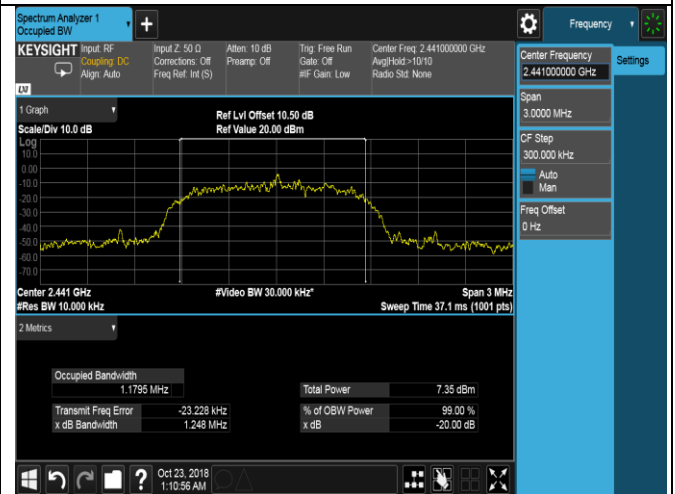 Spectrum Analyzer 1
Occupied BW
+
Frequency
KEYSIGHT
Input: RF
Coupling: DC
Align: Auto
Input Z: 50 Ω
Corrections: Off
Freq Ref: Int (S)
Atten: 10 dB
Preamp: Off
Trig: Free Run
Gate: Off
#IF Gain: Low
Center Freq: 2.441000000 GHz
Avg|Hold:>10/10
Radio Std: None
LXI
Center Frequency
2.441000000 GHz
Settings
Span
3.0000 MHz
CF Step
300.000 kHz
Auto
Man
Freq Offset
0 Hz
1 Graph
Scale/Div 10.0 dB
Ref Lvl Offset 10.50 dB
Ref Value 20.00 dBm
Log
10.0
0.00
-10.0
-20.0
-30.0
-40.0
-50.0
-60.0
-70.0
Center 2.441 GHz
#Res BW 10.000 kHz
#Video BW 30.000 kHz*
Span 3 MHz
Sweep Time 37.1 ms (1001 pts)
2 Metrics
Occupied Bandwidth
1.1795 MHz
Total Power 7.35 dBm
Transmit Freq Error -23.228 kHz
% of OBW Power 99.00 %
x dB Bandwidth 1.248 MHz
x dB -20.00 dB
?
Oct 23, 2018
1:10:56 AM